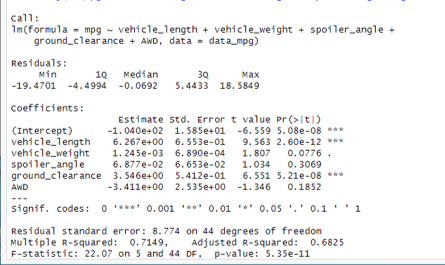 Call:
lm(formula = mpg ~ vehicle_length + vehicle_weight + spoiler_angle +
    ground_clearance + AWD, data = data_mpg)

Residuals:
     Min       1Q   Median       3Q      Max
-19.4701  -4.4994  -0.0692   5.4433  18.5849

Coefficients:
                   Estimate Std. Error t value Pr(>|t|)
(Intercept)      -1.040e+02  1.585e+01  -6.559 5.08e-08 ***
vehicle_length    6.267e+00  6.553e-01   9.563 2.60e-12 ***
vehicle_weight    1.245e-03  6.890e-04   1.807   0.0776 .
spoiler_angle     6.877e-02  6.653e-02   1.034   0.3069
ground_clearance  3.546e+00  5.412e-01   6.551 5.21e-08 ***
AWD              -3.411e+00  2.535e+00  -1.346   0.1852
---
Signif. codes:  0 ‘***’ 0.001 ‘**’ 0.01 ‘*’ 0.05 ‘.’ 0.1 ‘ ’ 1

Residual standard error: 8.774 on 44 degrees of freedom
Multiple R-squared:  0.7149,    Adjusted R-squared:  0.6825
F-statistic: 22.07 on 5 and 44 DF,  p-value: 5.35e-11